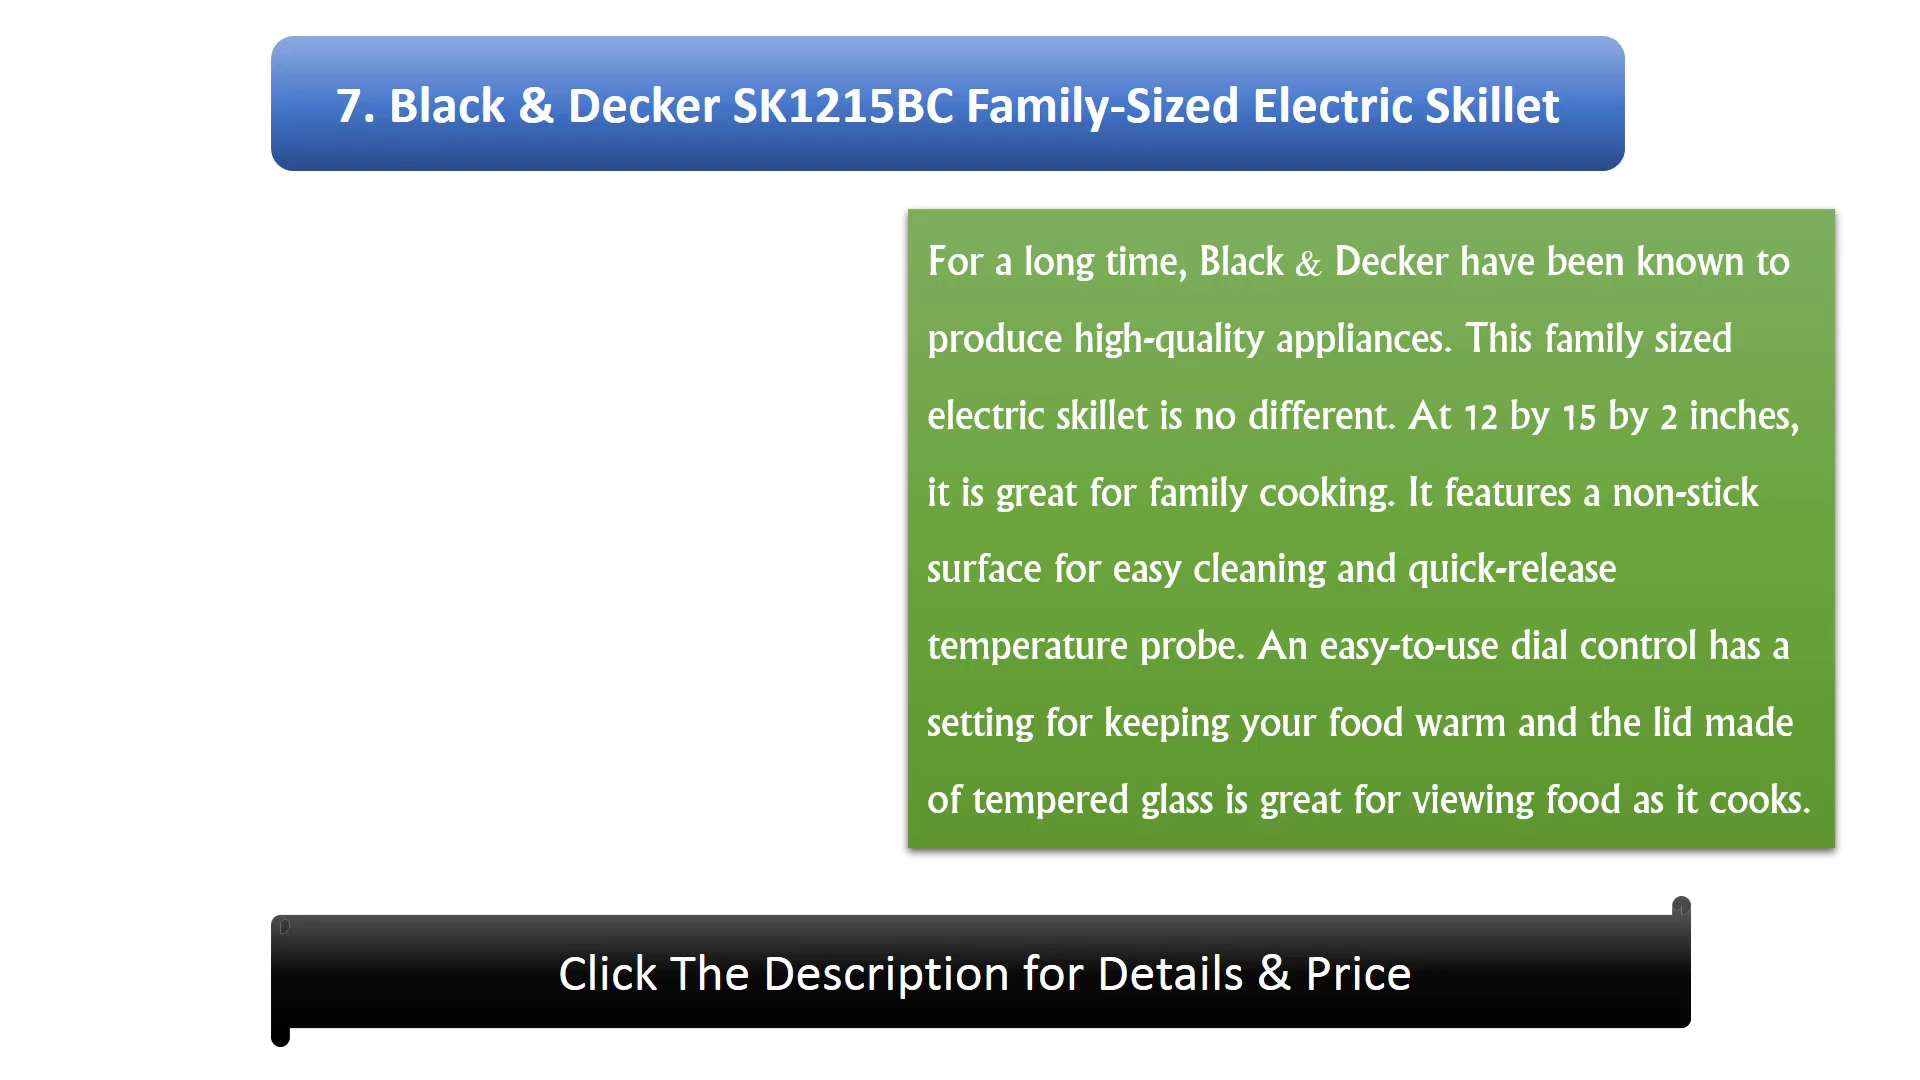 7. Black & Decker SK1215BC Family-Sized Electric Skillet
For a long time, Black & Decker have been known to
produce high-quality appliances. This family sized
electric skillet is no different. At 12 by 15 by 2 inches,
it is great for family cooking. It features a non-stick
surface for easy cleaning and quick-release
temperature probe. An easy-to-use dial control has a
setting for keeping your food warm and the lid made
of tempered glass is great for viewing food as it cooks.
Click The Description for Details & Price